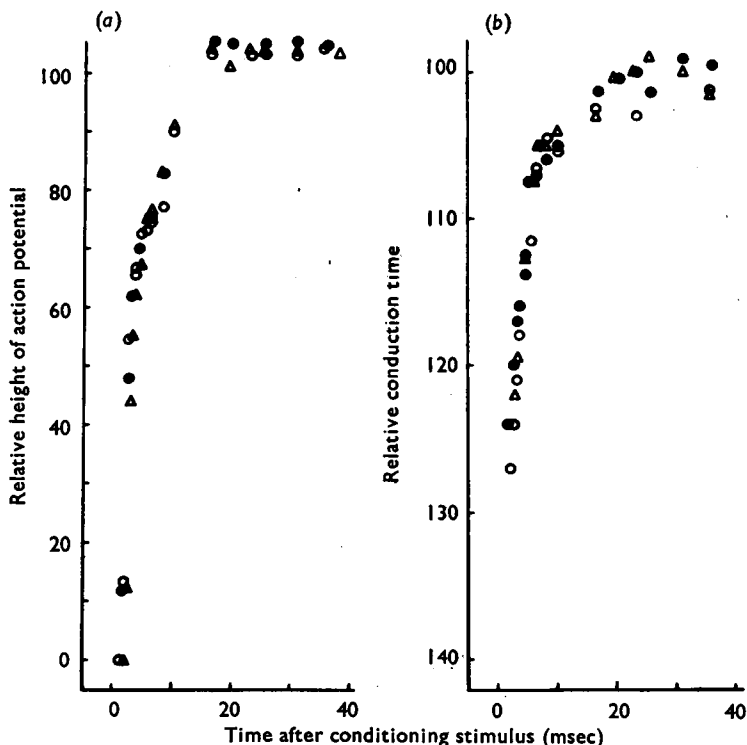 (a)
100
80
60
40
20
0
Relative height of action potential
0 20 40
(b)
100
110
120
130
140
Relative conduction time
0 20 40
Time after conditioning stimulus (msec)